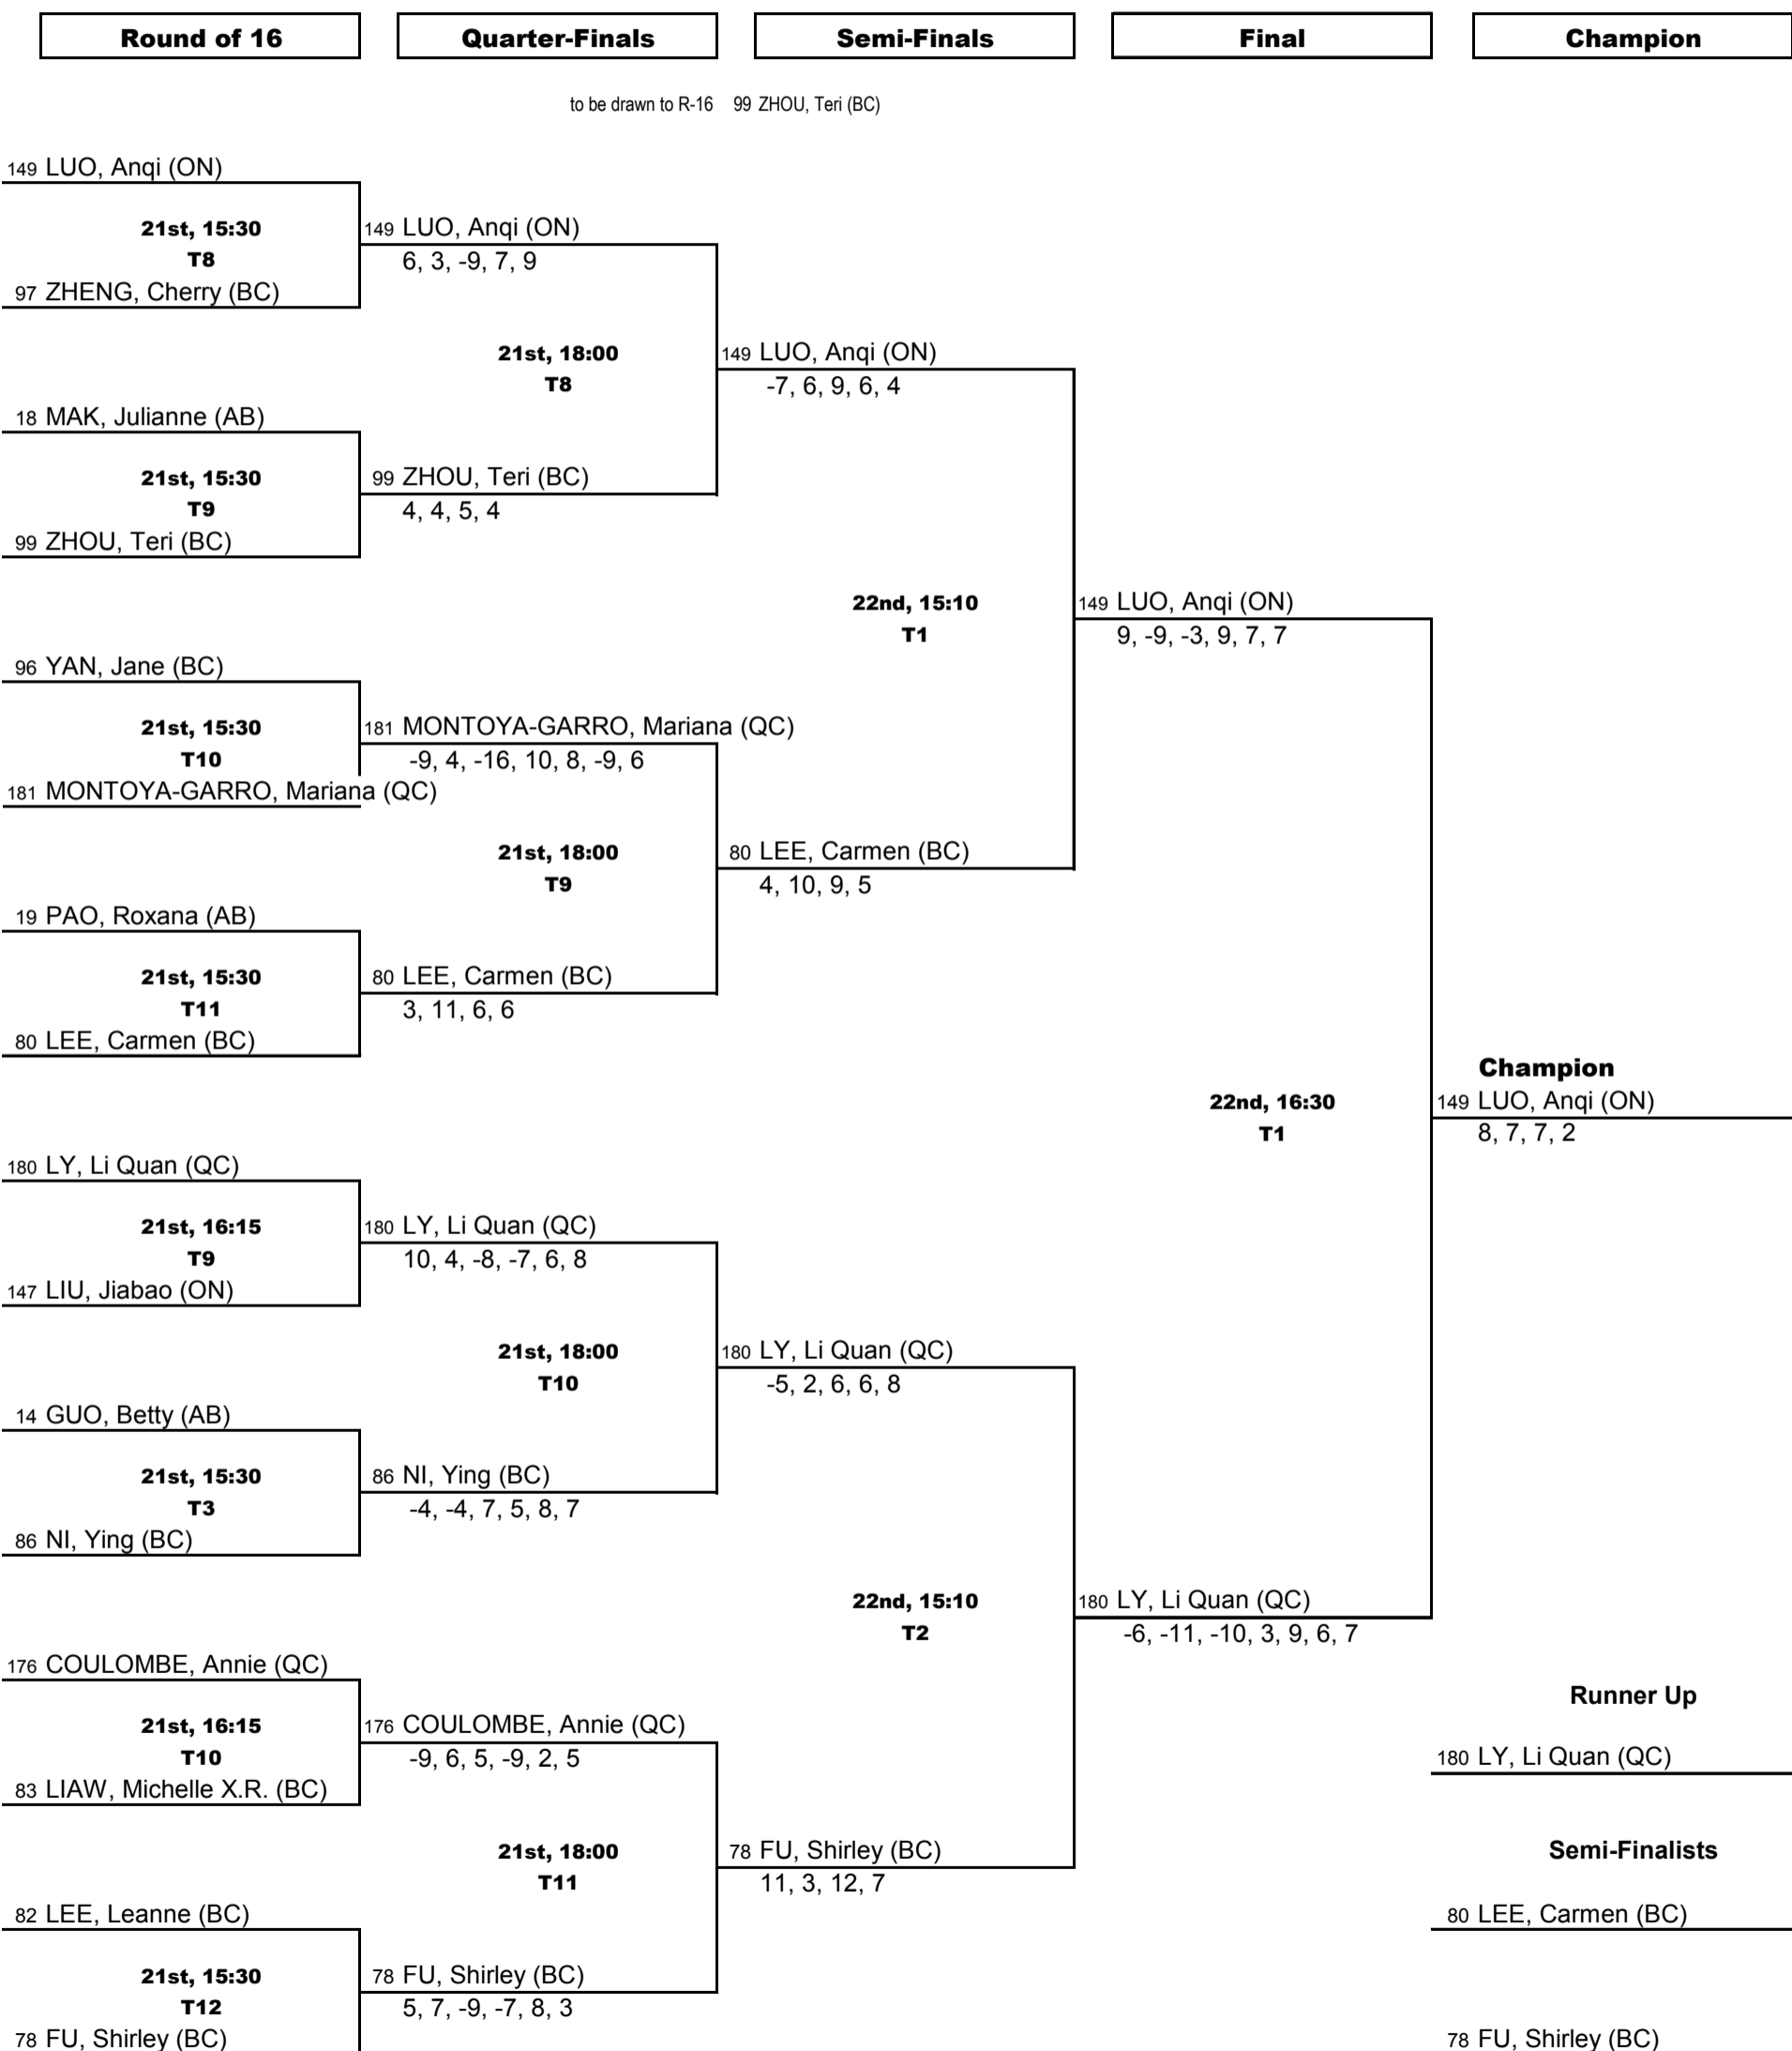 Round of 16 Quarter-Finals Semi-Finals Final Champion
to be drawn to R-16 99 ZHOU, Teri (BC)
149 LUO, Anqi (ON)
21st, 15:30 149 LUO, Anqi (ON)
T8 6, 3, -9, 7, 9
97 ZHENG, Cherry (BC)
21st, 18:00 149 LUO, Anqi (ON)
T8 -7, 6, 9, 6, 4
18 MAK, Julianne (AB)
21st, 15:30 99 ZHOU, Teri (BC)
T9 4, 4, 5, 4
99 ZHOU, Teri (BC)
22nd, 15:10 149 LUO, Anqi (ON)
T1 9, -9, -3, 9, 7, 7
96 YAN, Jane (BC)
21st, 15:30 181 MONTOYA-GARRO, Mariana (QC)
T10 -9, 4, -16, 10, 8, -9, 6
181 MONTOYA-GARRO, Mariana (QC)
21st, 18:00 80 LEE, Carmen (BC)
T9 4, 10, 9, 5
19 PAO, Roxana (AB)
21st, 15:30 80 LEE, Carmen (BC)
T11 3, 11, 6, 6
80 LEE, Carmen (BC)
Champion
22nd, 16:30 149 LUO, Anqi (ON)
T1 8, 7, 7, 2
180 LY, Li Quan (QC)
21st, 16:15 180 LY, Li Quan (QC)
T9 10, 4, -8, -7, 6, 8
147 LIU, Jiabao (ON)
21st, 18:00 180 LY, Li Quan (QC)
T10 -5, 2, 6, 6, 8
14 GUO, Betty (AB)
21st, 15:30 86 NI, Ying (BC)
T3 -4, -4, 7, 5, 8, 7
86 NI, Ying (BC)
22nd, 15:10 180 LY, Li Quan (QC)
T2 -6, -11, -10, 3, 9, 6, 7
176 COULOMBE, Annie (QC)
Runner Up
21st, 16:15 176 COULOMBE, Annie (QC)
T10 -9, 6, 5, -9, 2, 5 180 LY, Li Quan (QC)
83 LIAW, Michelle X.R. (BC)
21st, 18:00 78 FU, Shirley (BC) Semi-Finalists
T11 11, 3, 12, 7
82 LEE, Leanne (BC) 80 LEE, Carmen (BC)
21st, 15:30 78 FU, Shirley (BC)
T12 5, 7, -9, -7, 8, 3
78 FU, Shirley (BC) 78 FU, Shirley (BC)